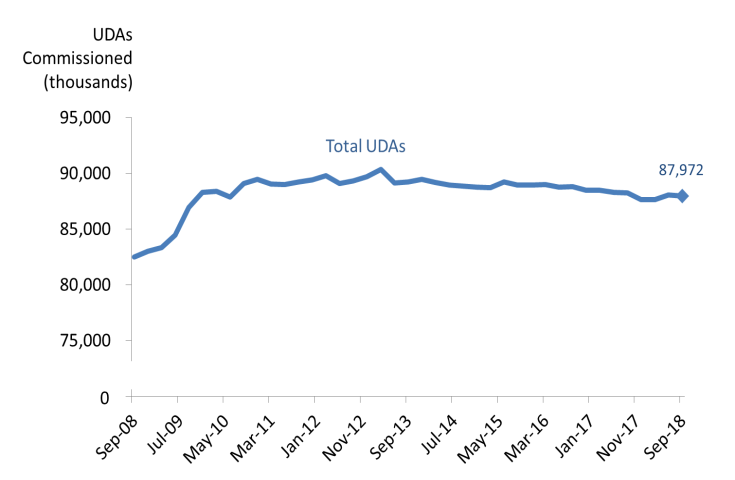 UDAs
Commissioned
(thousands)
95,000
Total UDAs
90,000
87,972
85,000
80,000
75,000
0
Sep-08
Jul-09
May-10
Mar-11
Jan-12
Nov-12
Sep-13
Jul-14
May-15
Mar-16
Jan-17
Nov-17
Sep-18